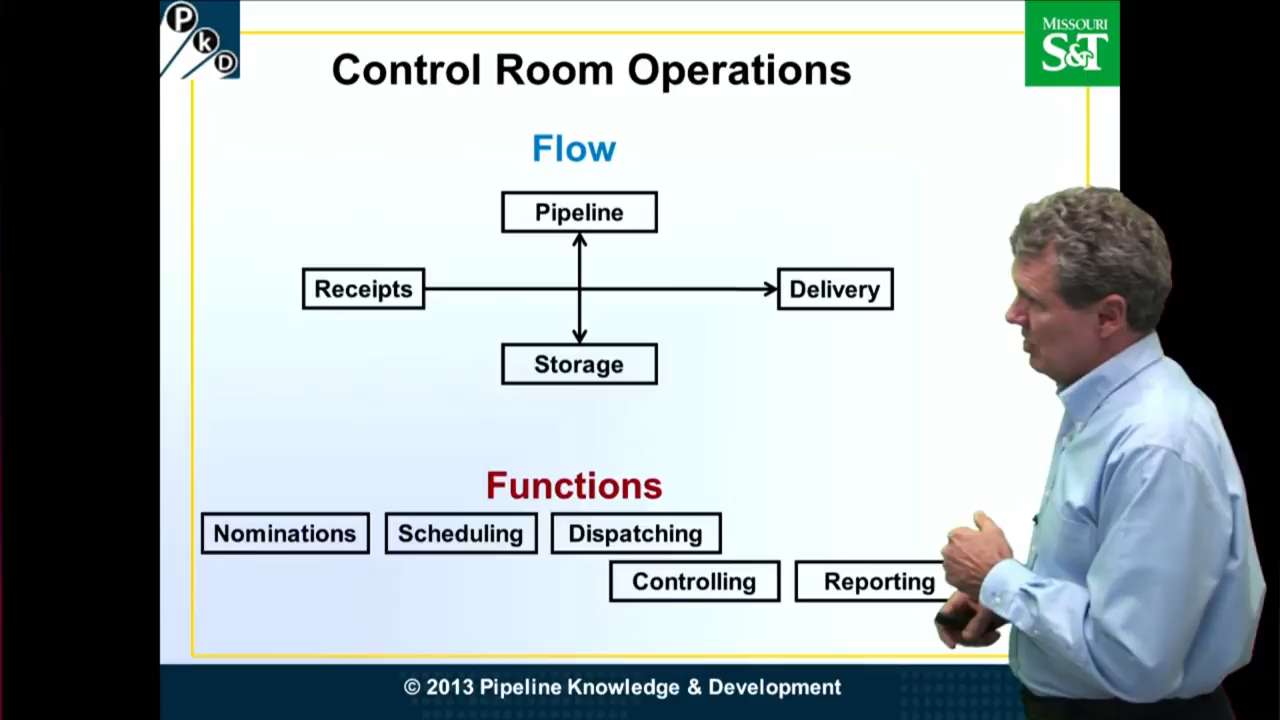 PkD
MISSOURI
S&T
Control Room Operations
Flow
Pipeline
Receipts
Delivery
Storage
Functions
Nominations
Scheduling
Dispatching
Controlling
Reporting
© 2013 Pipeline Knowledge & Development